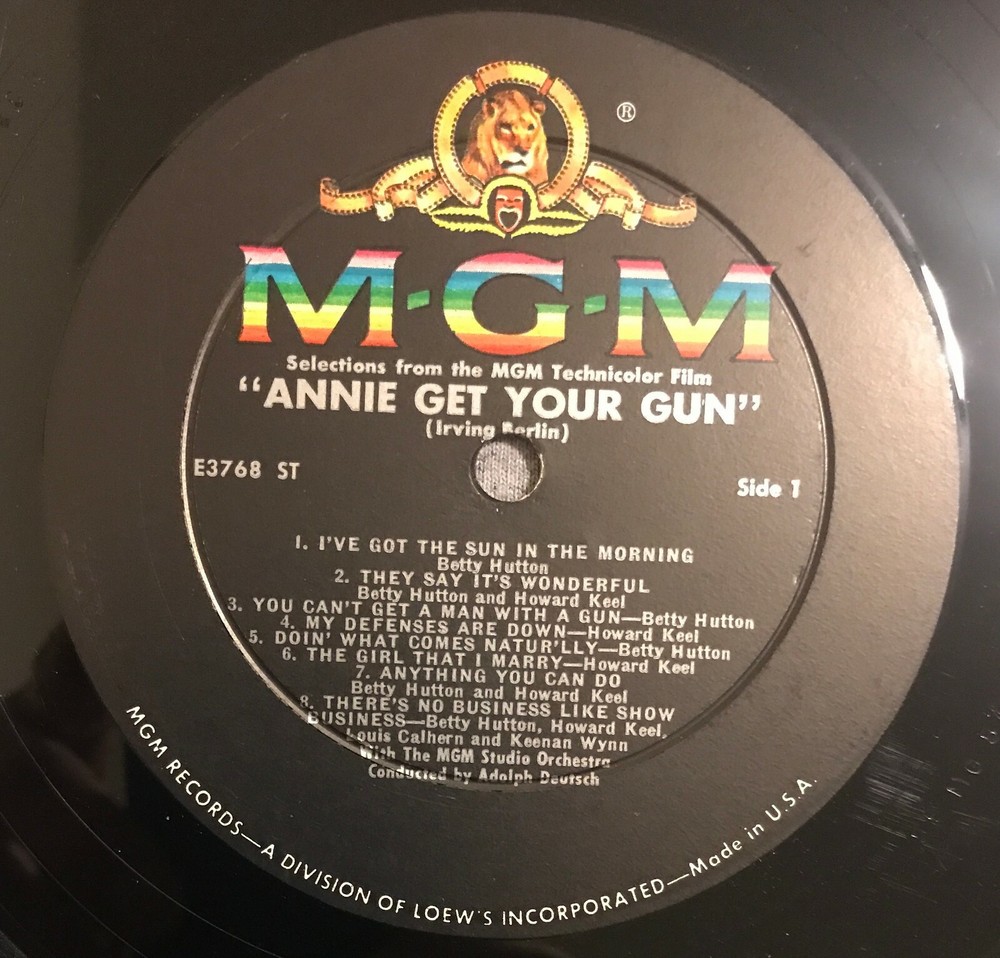 ®
M-G-M
Selections from the MGM Technicolor Film
“ANNIE GET YOUR GUN”
(Irving Berlin)
E3768 ST
Side 1
1. I'VE GOT THE SUN IN THE MORNING
Betty Hutton
2. THEY SAY IT'S WONDERFUL
Betty Hutton and Howard Keel
3. YOU CAN'T GET A MAN WITH A GUN—Betty Hutton
4. MY DEFENSES ARE DOWN—Howard Keel
5. DOIN' WHAT COMES NATUR'LLY—Betty Hutton
6. THE GIRL THAT I MARRY—Howard Keel
7. ANYTHING YOU CAN DO
Betty Hutton and Howard Keel
8. THERE'S NO BUSINESS LIKE SHOW
BUSINESS—Betty Hutton, Howard Keel,
Louis Calhern and Keenan Wynn
With The MGM Studio Orchestra
Conducted by Adolph Deutsch
MGM RECORDS—A DIVISION OF LOEW'S INCORPORATED—Made in U.S.A.